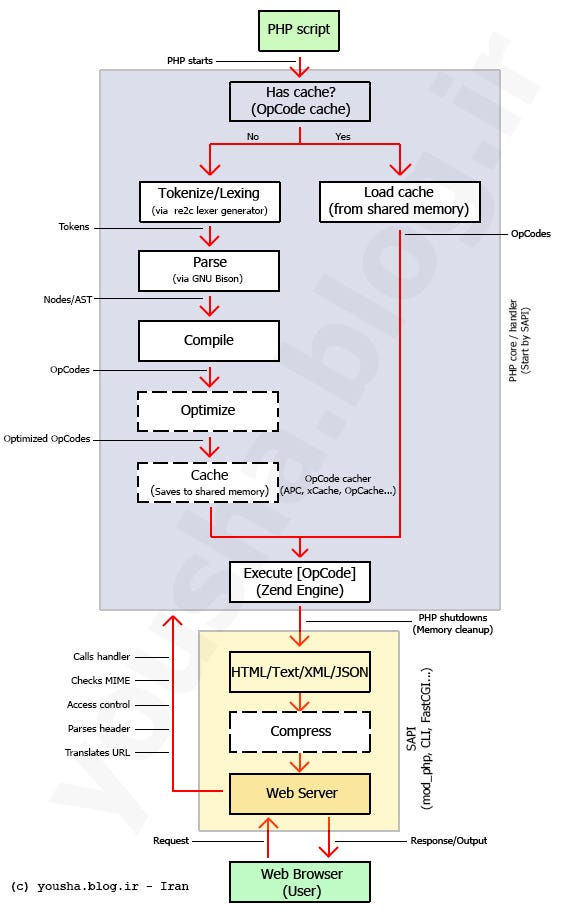 PHP script
PHP starts
Has cache?
(OpCode cache)
No
Yes
Tokenize/Lexing
(via re2c lexer generator)
Load cache
(from shared memory)
Tokens
OpCodes
Parse
(via GNU Bison)
Nodes/AST
PHP core / handler
(Start by SAPI)
Compile
OpCodes
Optimize
Optimized OpCodes
Cache
(Saves to shared memory)
OpCode cacher
(APC, xCache, OpCache...)
Execute [OpCode]
(Zend Engine)
PHP shutdowns
(Memory cleanup)
Calls handler
Checks MIME
Access control
Parses header
Translates URL
HTML/Text/XML/JSON
Compress
Web Server
SAPI
(mod_php, CLI, FastCGI...)
Request
Response/Output
Web Browser
(User)
(c) yousha.blog.ir - Iran
yousha.blog.ir